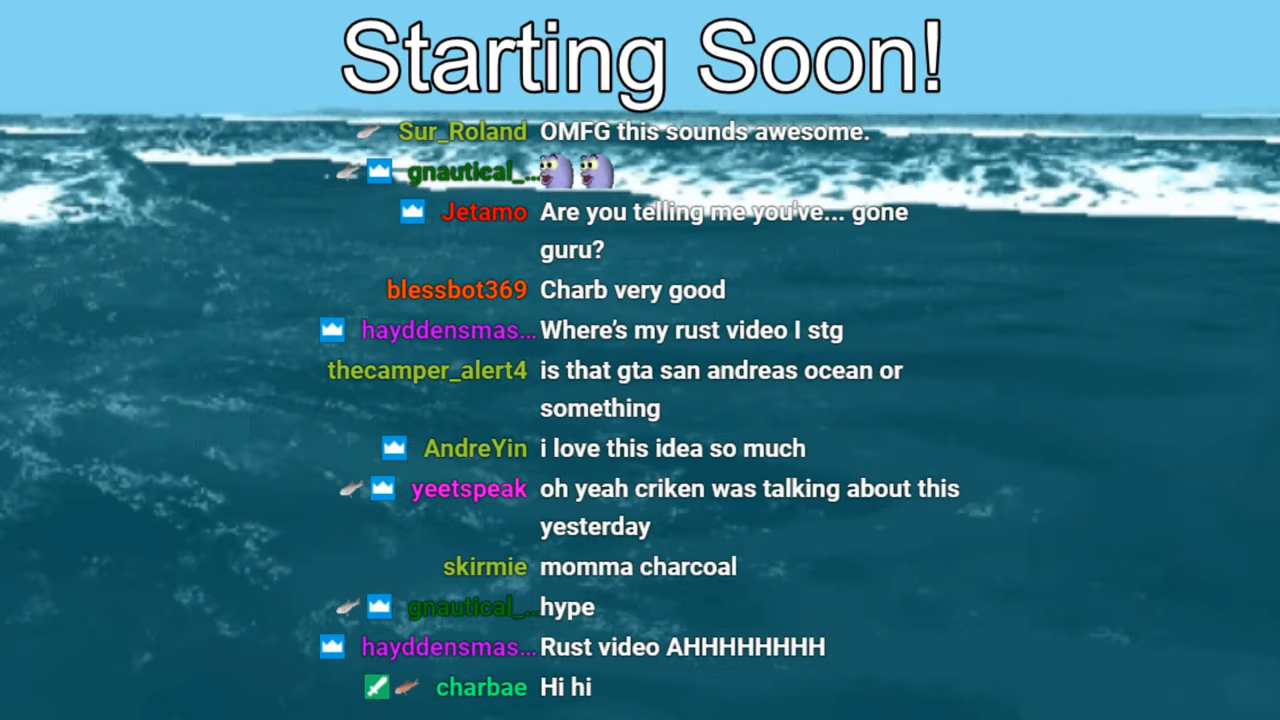 Starting Soon!
Sur_Roland OMFG this sounds awesome.
gnautical_...
Jetamo Are you telling me you've... gone
guru?
blessbot369 Charb very good
hayddensmas... Where's my rust video I stg
thecamper_alert4 is that gta san andreas ocean or
something
AndreYin i love this idea so much
yeetspeak oh yeah criken was talking about this
yesterday
skirmie momma charcoal
gnautical_... hype
hayddensmas... Rust video AHHHHHHHH
charbae Hi hi